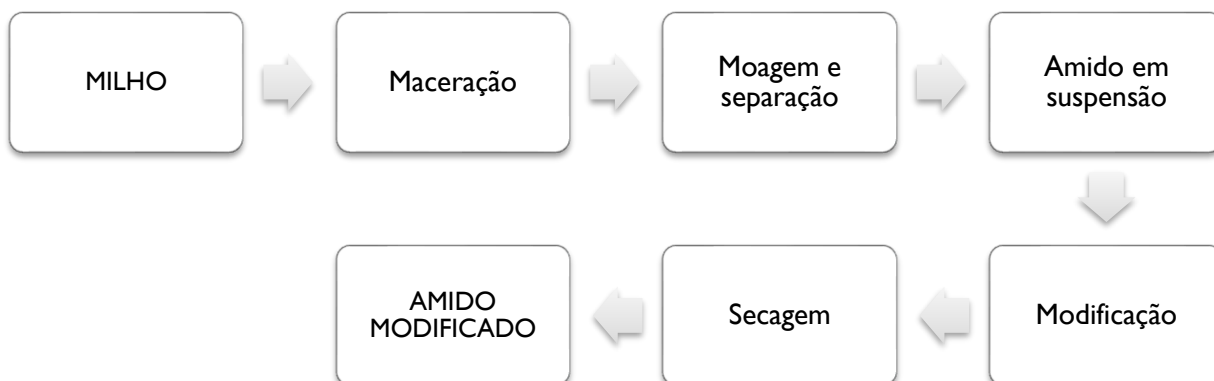 MILHO
Maceração
Moagem e
separação
Amido em
suspensão
Modificação
Secagem
AMIDO
MODIFICADO